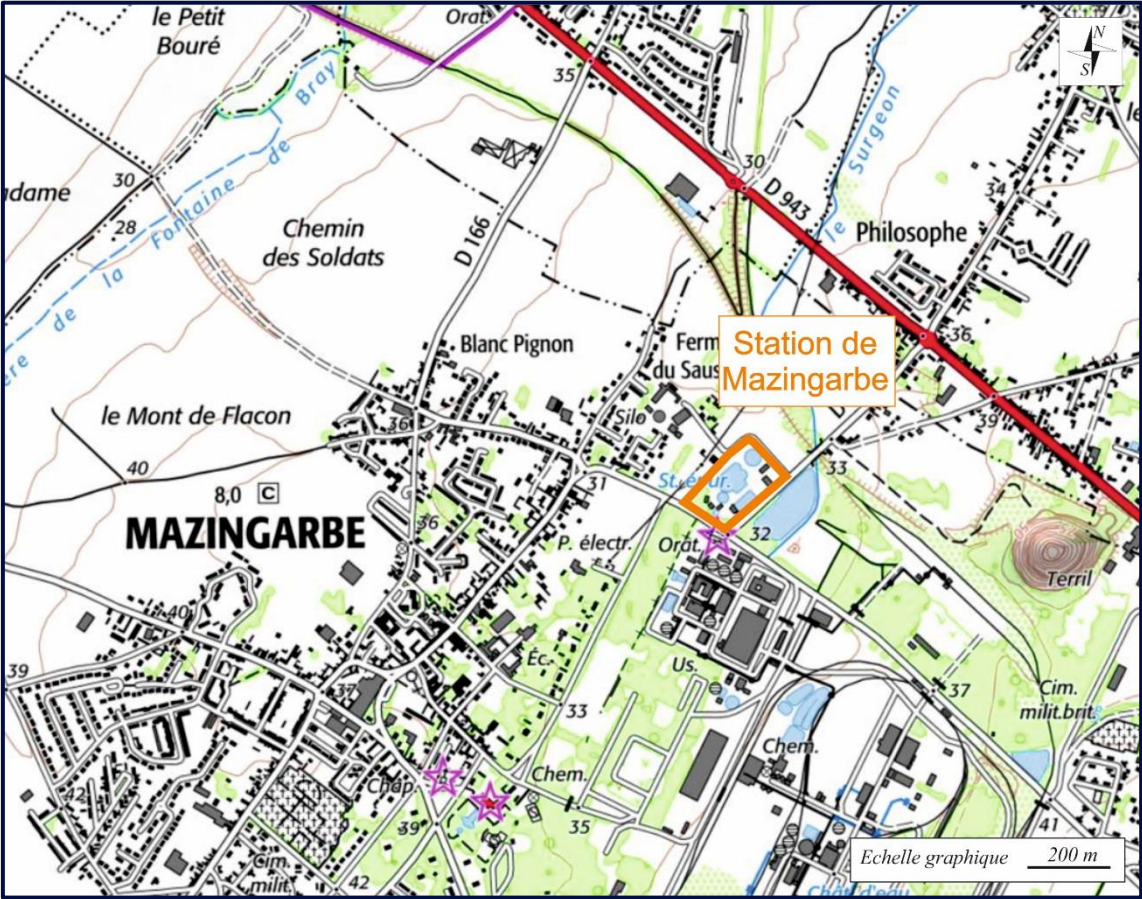 le Petit
Bouré
Orat.
N
S
35
Bray
de
Fontaine
la
de
ère
30
28
adame
Chemin
des Soldats
D 166
30
D 943
le Surgeon
34
le
Philosophe
36
39
Blanc Pignon
Ferm
du Saus
Station de
Mazingarbe
Silo
le Mont de Flacon
36
40
8,0 C
MAZINGARBE
36
31
St. épur.
33
P. électr.
Orat.
32
Terril
40
39
37
Éc.
Us.
33
37
Cim.
milit.brit.
Chem.
Chap.
Chem.
42
39
35
41
Cim.
milit.
42
Echelle graphique 200 m
Chât. d'eau